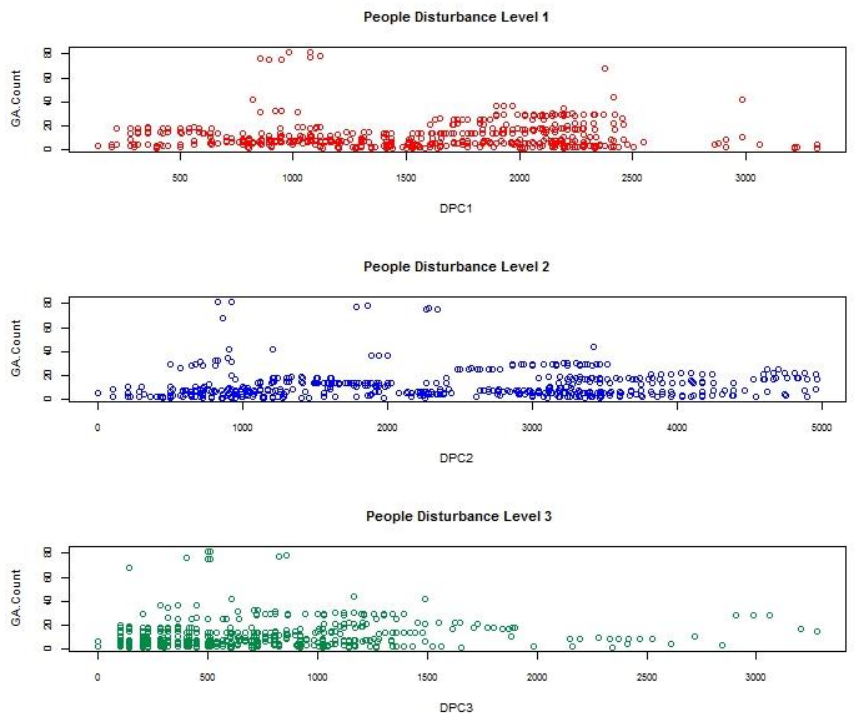 People Disturbance Level 1
GA.Count
80
60
40
20
0
500 1000 1500 2000 2500 3000
DPC1
People Disturbance Level 2
GA.Count
80
60
40
20
0
0 1000 2000 3000 4000 5000
DPC2
People Disturbance Level 3
GA.Count
80
60
40
20
0
0 500 1000 1500 2000 2500 3000
DPC3